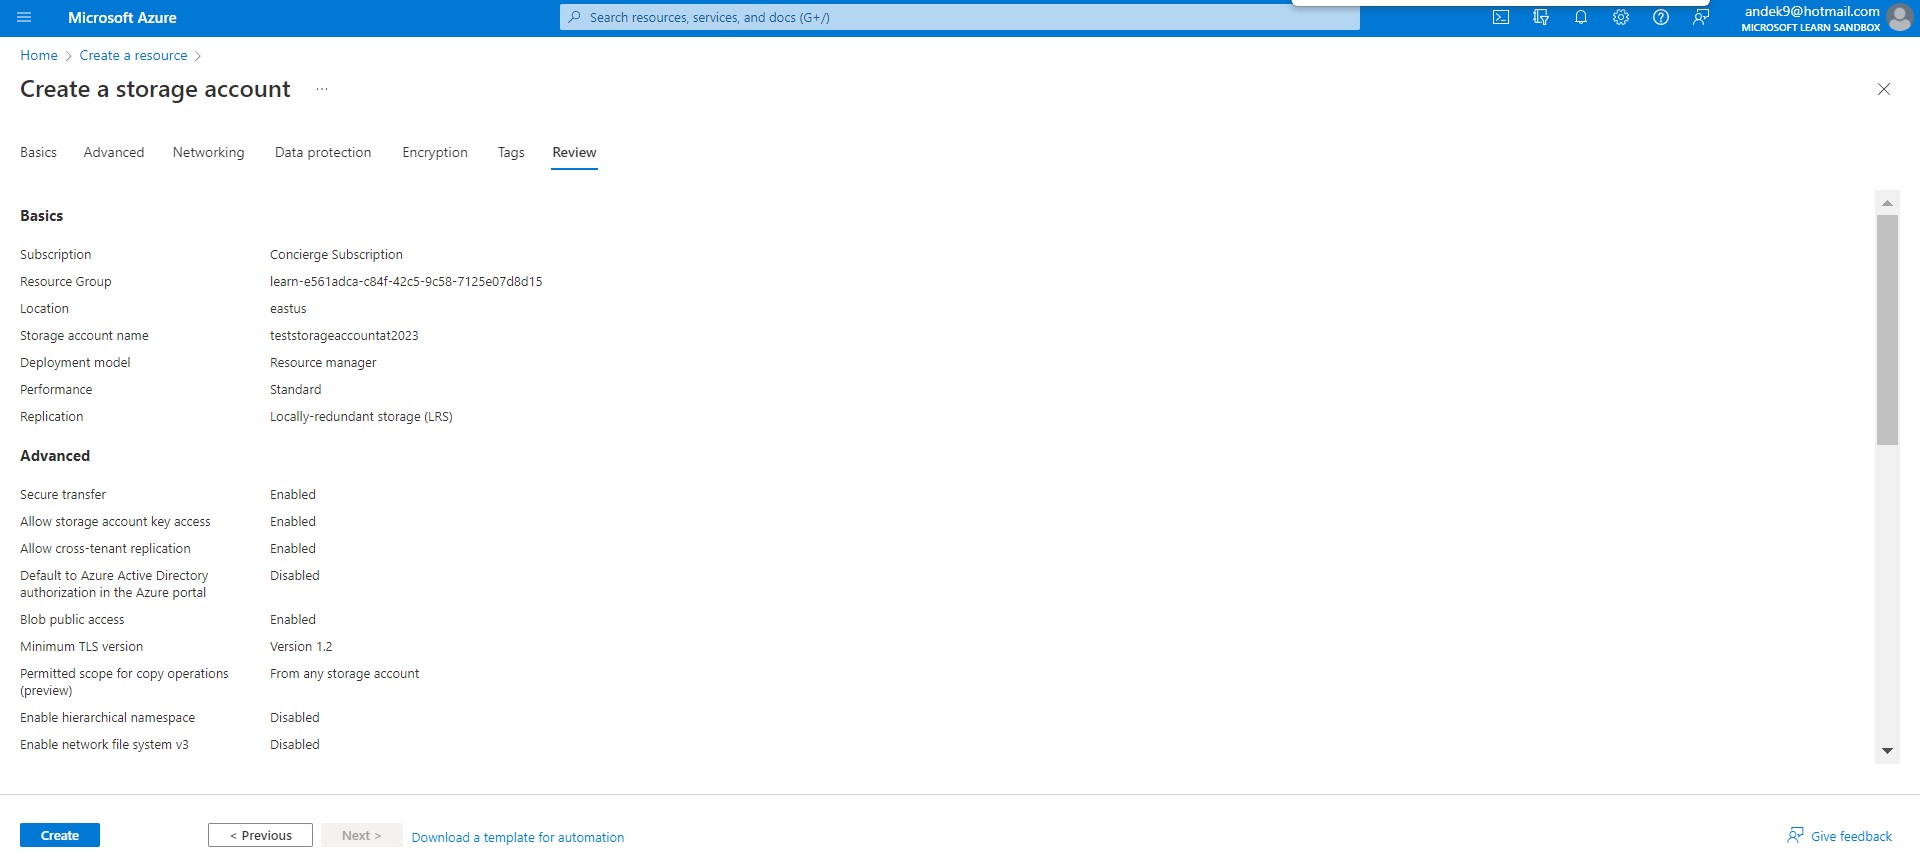 Microsoft Azure
Search resources, services, and docs (G+/)
andek9@hotmail.com
MICROSOFT LEARN SANDBOX
Home > Create a resource >
Create a storage account ...
Basics Advanced Networking Data protection Encryption Tags Review
Basics
Subscription Concierge Subscription
Resource Group learn-e561adca-c84f-42c5-9c58-7125e07d8d15
Location eastus
Storage account name teststorageaccountat2023
Deployment model Resource manager
Performance Standard
Replication Locally-redundant storage (LRS)
Advanced
Secure transfer Enabled
Allow storage account key access Enabled
Allow cross-tenant replication Enabled
Default to Azure Active Directory Disabled
authorization in the Azure portal
Blob public access Enabled
Minimum TLS version Version 1.2
Permitted scope for copy operations From any storage account
(preview)
Enable hierarchical namespace Disabled
Enable network file system v3 Disabled
Create < Previous Next > Download a template for automation Give feedback